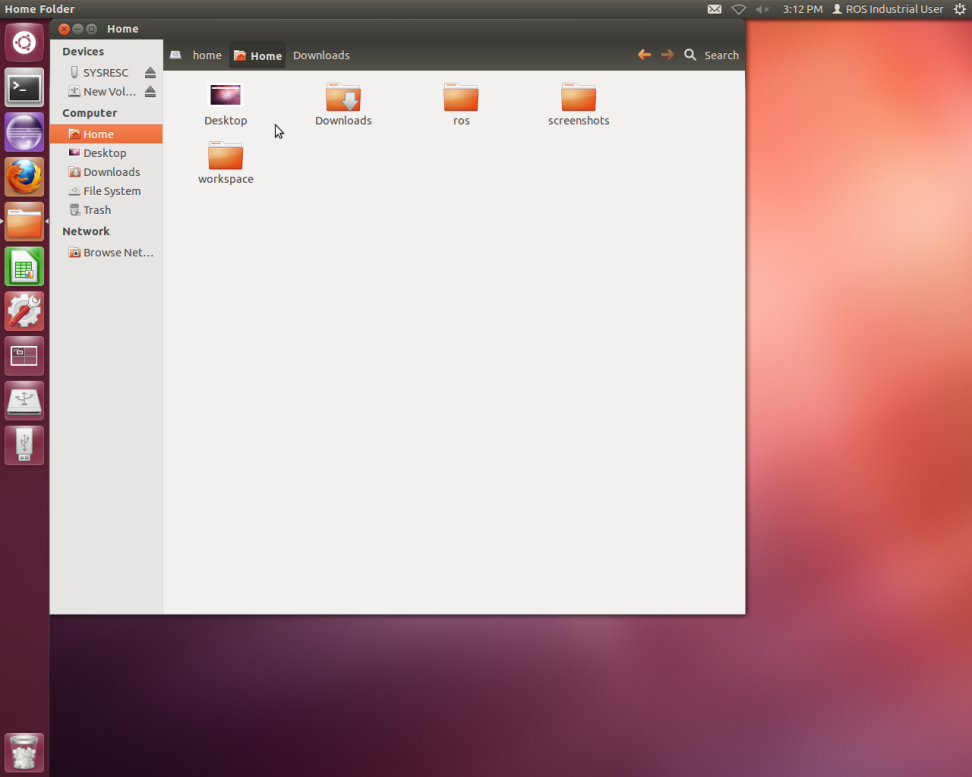 Home Folder
3:12 PM
ROS Industrial User
Home
Devices
SYSRESC
New Vol...
Computer
Home
Desktop
Downloads
File System
Trash
Network
Browse Net...
home
Home
Downloads
Search
Desktop
Downloads
ros
screenshots
workspace
>_